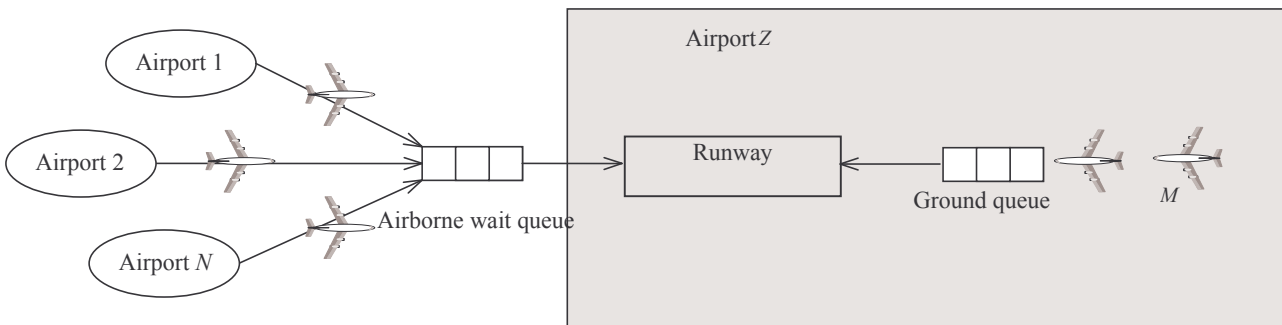 Airport Z
Airport 1
Airport 2
Runway
Ground queue
M
Airborne wait queue
Airport N